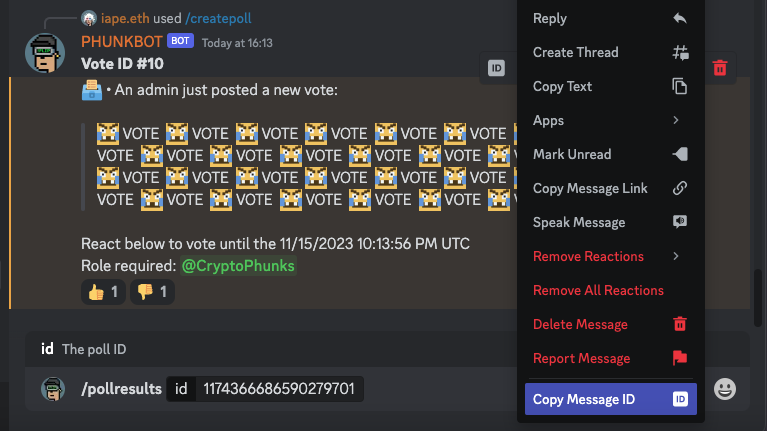 iape.eth used /createpoll
PHUNKBOT BOT Today at 16:13
Vote ID #10
ID
• An admin just posted a new vote:
VOTE VOTE VOTE VOTE VOTE VOTE
VOTE VOTE VOTE VOTE VOTE VOTE
VOTE VOTE VOTE VOTE VOTE VOTE
VOTE VOTE VOTE VOTE VOTE VOTE
React below to vote until the 11/15/2023 10:13:56 PM UTC
Role required: @CryptoPhunks
1 1
id The poll ID
/pollresults id 1174366686590279701
Reply
Create Thread
Copy Text
Apps
Mark Unread
Copy Message Link
Speak Message
Remove Reactions
Remove All Reactions
Delete Message
Report Message
Copy Message ID ID